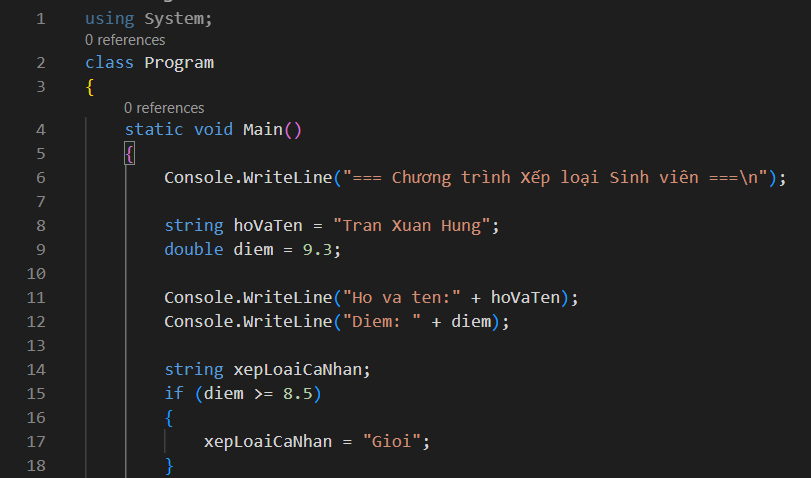 1 using System;
0 references
2 class Program
3 {
0 references
4 static void Main()
5 {
6 Console.WriteLine("=== Chương trình Xếp loại Sinh viên ===\n");
7
8 string hoVaTen = "Tran Xuan Hung";
9 double diem = 9.3;
10
11 Console.WriteLine("Ho va ten:" + hoVaTen);
12 Console.WriteLine("Diem: " + diem);
13
14 string xepLoaiCaNhan;
15 if (diem >= 8.5)
16 {
17 xepLoaiCaNhan = "Gioi";
18 }